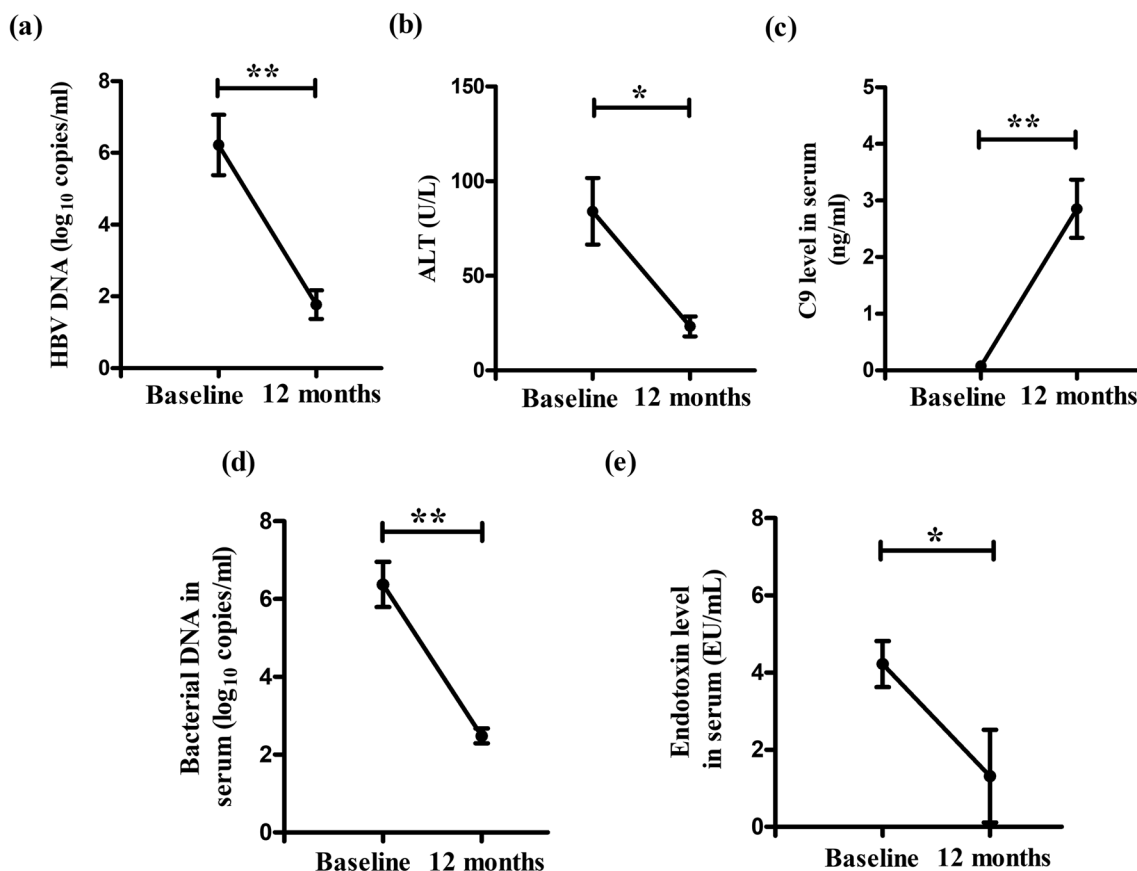 (a)
HBV DNA (log10 copies/ml)
8
6
4
2
0
**
Baseline 12 months
(b)
ALT (U/L)
150
100
50
0
*
Baseline 12 months
(c)
C9 level in serum
(ng/ml)
5
4
3
2
1
0
**
Baseline 12 months
(d)
Bacterial DNA in
serum (log10 copies/ml)
8
6
4
2
0
**
Baseline 12 months
(e)
Endotoxin level
in serum (EU/mL)
8
6
4
2
0
*
Baseline 12 months